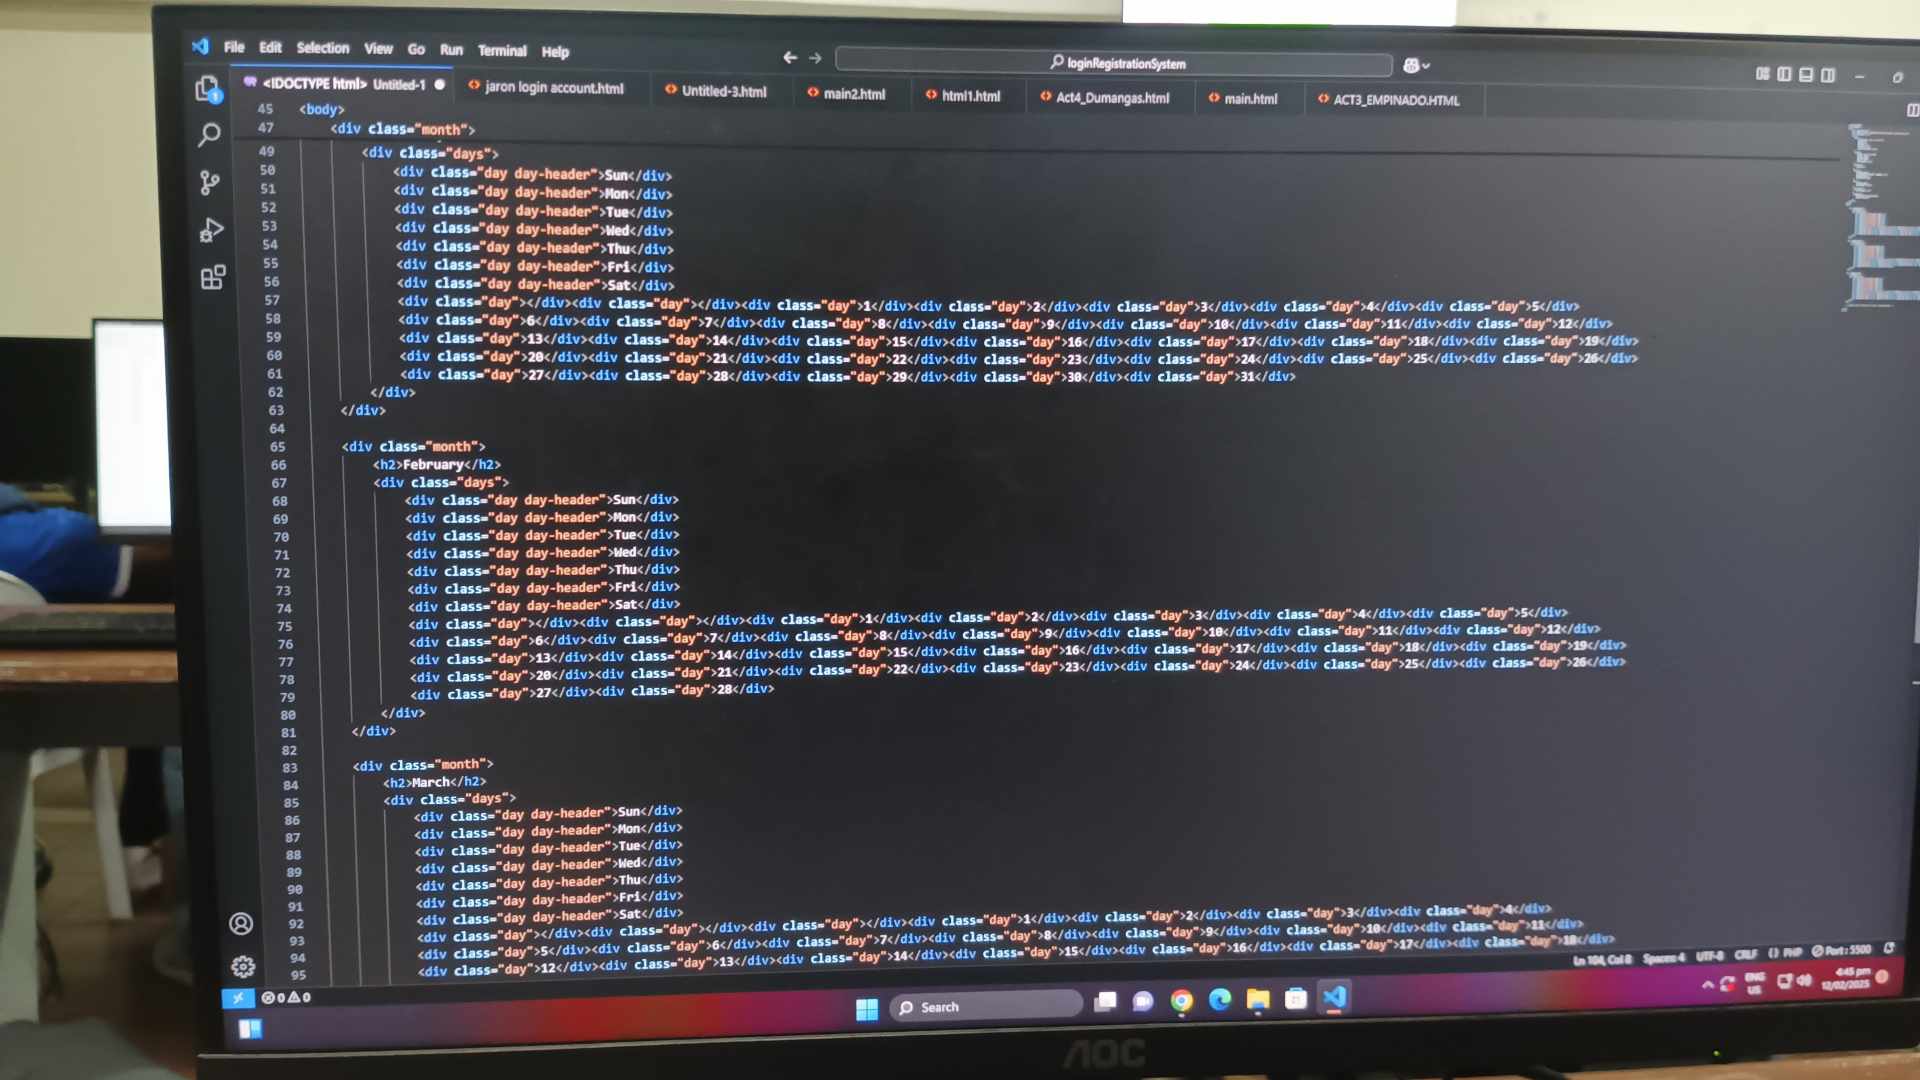 File Edit Selection View Go Run Terminal Help
loginRegistrationSystem
<!DOCTYPE html> Untitled-1
jaron login account.html
Untitled-3.html
main2.html
html1.html
Act4_Dumangas.html
main.html
ACT3_EMPINADO.HTML
45 <body>
47 <div class="month">
49 <div class="days">
50 <div class="day day-header">Sun</div>
51 <div class="day day-header">Mon</div>
52 <div class="day day-header">Tue</div>
53 <div class="day day-header">Wed</div>
54 <div class="day day-header">Thu</div>
55 <div class="day day-header">Fri</div>
56 <div class="day day-header">Sat</div>
57 <div class="day"></div><div class="day"></div><div class="day">1</div><div class="day">2</div><div class="day">3</div><div class="day">4</div><div class="day">5</div>
58 <div class="day">6</div><div class="day">7</div><div class="day">8</div><div class="day">9</div><div class="day">10</div><div class="day">11</div><div class="day">12</div>
59 <div class="day">13</div><div class="day">14</div><div class="day">15</div><div class="day">16</div><div class="day">17</div><div class="day">18</div><div class="day">19</div>
60 <div class="day">20</div><div class="day">21</div><div class="day">22</div><div class="day">23</div><div class="day">24</div><div class="day">25</div><div class="day">26</div>
61 <div class="day">27</div><div class="day">28</div><div class="day">29</div><div class="day">30</div><div class="day">31</div>
62 </div>
63 </div>
64
65 <div class="month">
66 <h2>February</h2>
67 <div class="days">
68 <div class="day day-header">Sun</div>
69 <div class="day day-header">Mon</div>
70 <div class="day day-header">Tue</div>
71 <div class="day day-header">Wed</div>
72 <div class="day day-header">Thu</div>
73 <div class="day day-header">Fri</div>
74 <div class="day day-header">Sat</div>
75 <div class="day"></div><div class="day"></div><div class="day">1</div><div class="day">2</div><div class="day">3</div><div class="day">4</div><div class="day">5</div>
76 <div class="day">6</div><div class="day">7</div><div class="day">8</div><div class="day">9</div><div class="day">10</div><div class="day">11</div><div class="day">12</div>
77 <div class="day">13</div><div class="day">14</div><div class="day">15</div><div class="day">16</div><div class="day">17</div><div class="day">18</div><div class="day">19</div>
78 <div class="day">20</div><div class="day">21</div><div class="day">22</div><div class="day">23</div><div class="day">24</div><div class="day">25</div><div class="day">26</div>
79 <div class="day">27</div><div class="day">28</div>
80 </div>
81 </div>
82
83 <div class="month">
84 <h2>March</h2>
85 <div class="days">
86 <div class="day day-header">Sun</div>
87 <div class="day day-header">Mon</div>
88 <div class="day day-header">Tue</div>
89 <div class="day day-header">Wed</div>
90 <div class="day day-header">Thu</div>
91 <div class="day day-header">Fri</div>
92 <div class="day day-header">Sat</div>
93 <div class="day"></div><div class="day"></div><div class="day"></div><div class="day">1</div><div class="day">2</div><div class="day">3</div><div class="day">4</div>
94 <div class="day">5</div><div class="day">6</div><div class="day">7</div><div class="day">8</div><div class="day">9</div><div class="day">10</div><div class="day">11</div>
95 <div class="day">12</div><div class="day">13</div><div class="day">14</div><div class="day">15</div><div class="day">16</div><div class="day">17</div><div class="day">18</div>
Ln 104, Col 8 Spaces: 4 UTF-8 CRLF {} PHP Port : 5500
0 0
Search
ENG
US
4:45 pm
12/02/2025
AOC